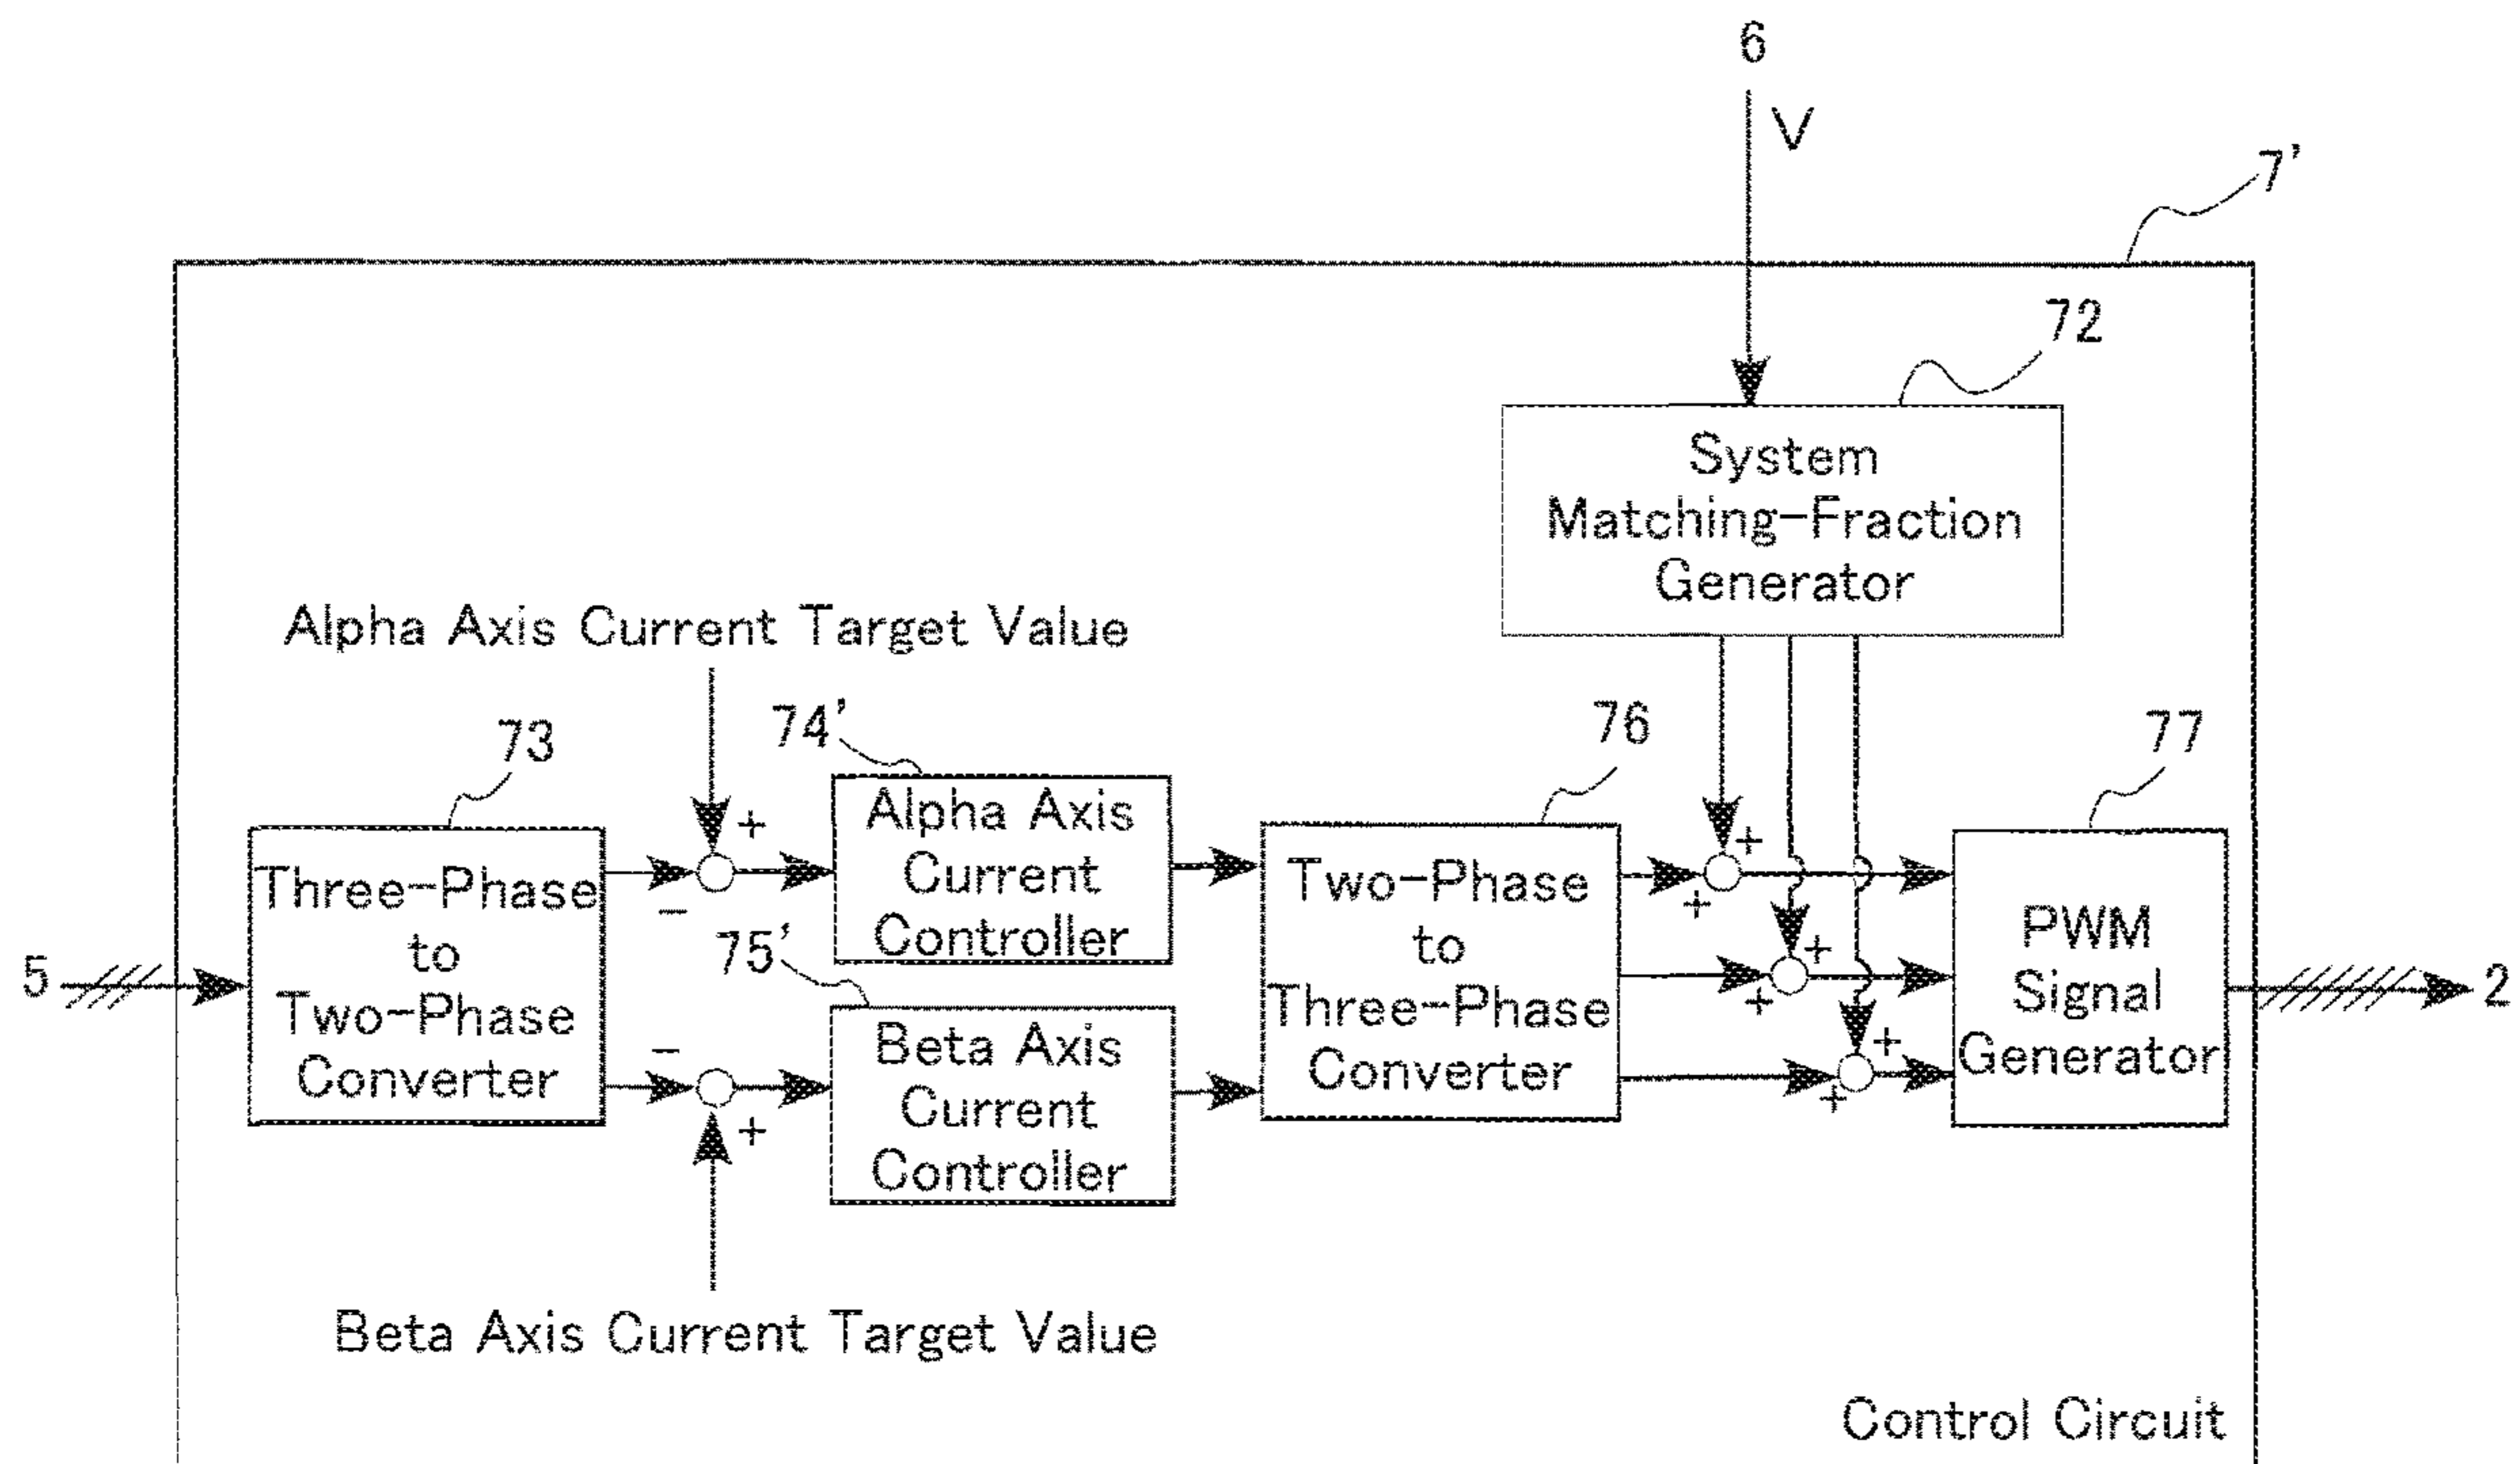 6
V
7'
72
System
Matching-Fraction
Generator
Alpha Axis Current Target Value
73
74'
76
77
+
Alpha Axis
Current
Controller
+
Three-Phase
to
Two-Phase
Converter
−
75'
Two-Phase
to
Three-Phase
Converter
+
+
+
PWM
Signal
Generator
5
2
−
+
Beta Axis
Current
Controller
+
+
Beta Axis Current Target Value
Control Circuit